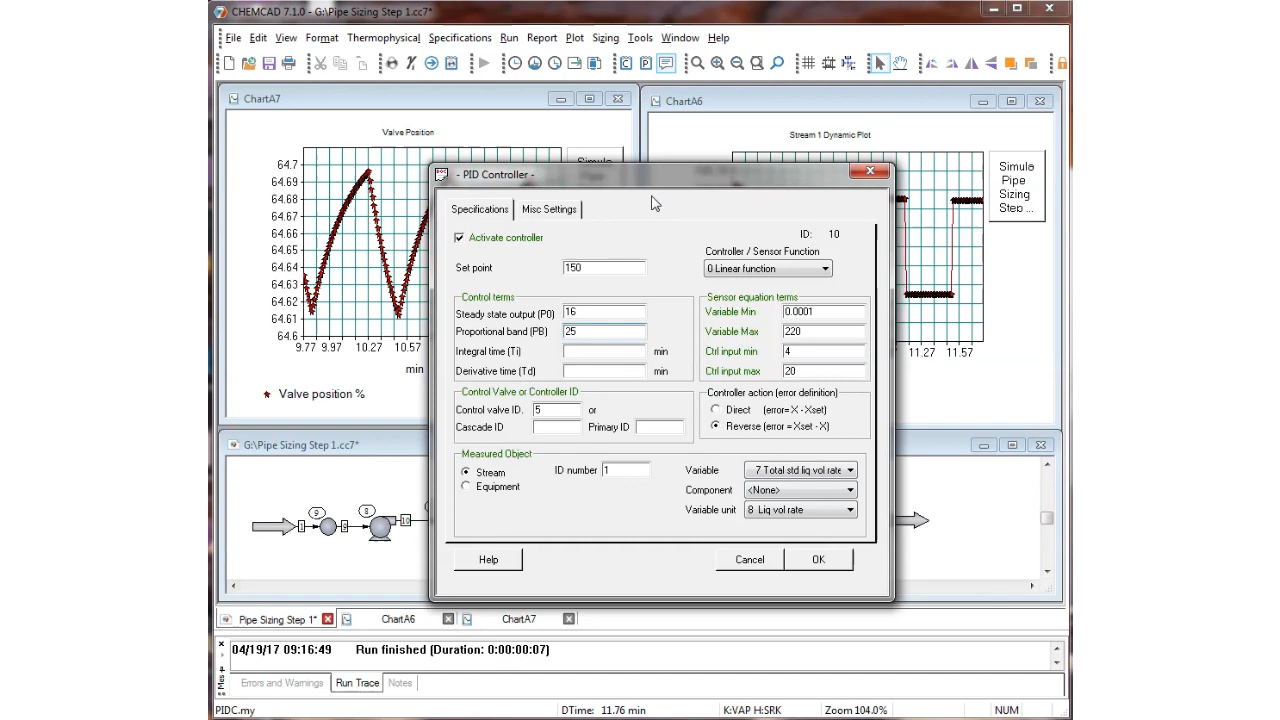 CHEMCAD 7.1.0 - G:\Pipe Sizing Step 1.cc7*
File Edit View Format Thermophysical Specifications Run Report Plot Sizing Tools Window Help
ChartA7
ChartA6
Valve Position
Stream 1 Dynamic Plot
64.7
64.69
64.68
64.67
64.66
64.65
64.64
64.63
64.62
64.61
64.6
9.77 9.97 10.27 10.57
11.27 11.57
min
Valve position %
Simula
Pipe
Simula
Pipe
Sizing
Step ...
- PID Controller -
Specifications Misc Settings
Activate controller
ID: 10
Controller / Sensor Function
Set point 150
0 Linear function
Control terms
Sensor equation terms
Steady state output (P0) 16
Variable Min 0.0001
Proportional band (PB) 25
Variable Max 220
Integral time (Ti) min
Ctrl input min 4
Derivative time (Td) min
Ctrl input max 20
Control Valve or Controller ID
Controller action (error definition)
Control valve ID. 5 or
Direct (error= X - Xset)
Cascade ID Primary ID
Reverse (error = Xset - X)
Measured Object
Stream ID number 1
Variable 7 Total std liq vol rate
Equipment
Component <None>
Variable unit 8 Liq vol rate
Help Cancel OK
G:\Pipe Sizing Step 1.cc7*
1 9 8 10
Pipe Sizing Step 1* ChartA6 ChartA7
04/19/17 09:16:49 Run finished (Duration: 0:00:00:07)
Errors and Warnings Run Trace Notes
PIDC.my DTime: 11.76 min K:VAP H:SRK Zoom 104.0% NUM